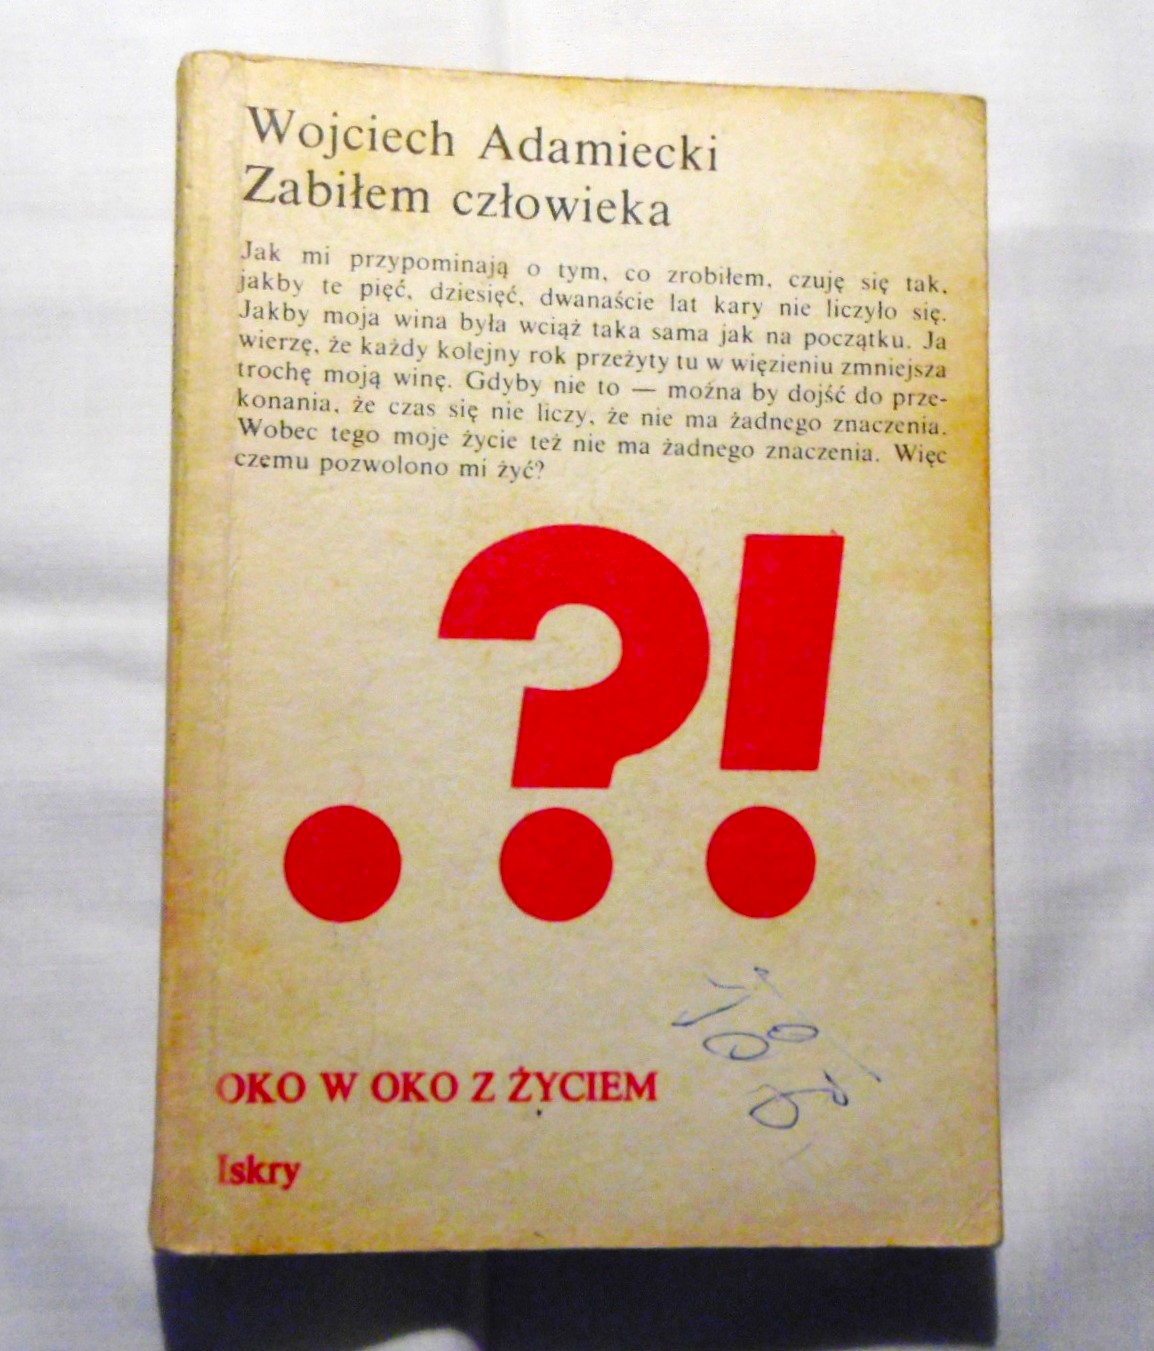 Wojciech Adamiecki
Zabiłem człowieka
Jak mi przypominają o tym, co zrobiłem, czuję się tak,
jakby te pięć, dziesięć, dwanaście lat kary nie liczyło się.
Jakby moja wina była wciąż taka sama jak na początku. Ja
wierzę, że każdy kolejny rok przeżyty tu w więzieniu zmniejsza
trochę moją winę. Gdyby nie to — można by dojść do prze-
konania, że czas się nie liczy, że nie ma żadnego znaczenia.
Wobec tego moje życie też nie ma żadnego znaczenia. Więc
czemu pozwolono mi żyć?
. ? !
OKO W OKO Z ŻYCIEM
Iskry